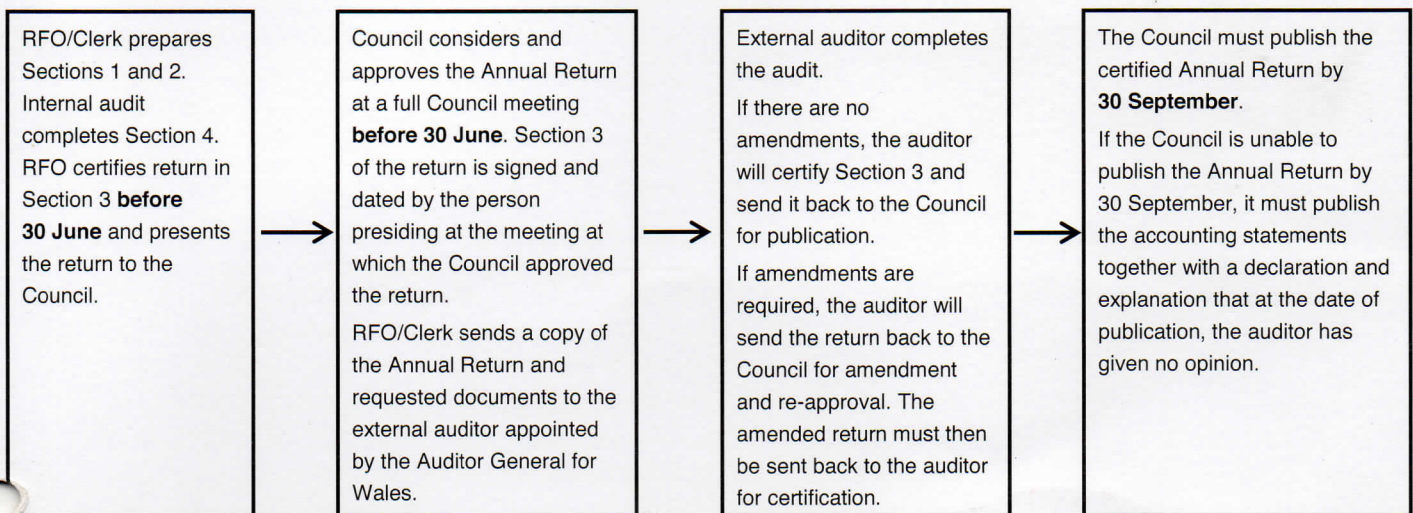 RFO/Clerk prepares
Sections 1 and 2.
Internal audit
completes Section 4.
RFO certifies return in
Section 3 before
30 June and presents
the return to the
Council.
Council considers and
approves the Annual Return
at a full Council meeting
before 30 June. Section 3
of the return is signed and
dated by the person
presiding at the meeting at
which the Council approved
the return.
RFO/Clerk sends a copy of
the Annual Return and
requested documents to the
external auditor appointed
by the Auditor General for
Wales.
External auditor completes
the audit.
If there are no
amendments, the auditor
will certify Section 3 and
send it back to the Council
for publication.
If amendments are
required, the auditor will
send the return back to the
Council for amendment
and re-approval. The
amended return must then
be sent back to the auditor
for certification.
The Council must publish the
certified Annual Return by
30 September.
If the Council is unable to
publish the Annual Return by
30 September, it must publish
the accounting statements
together with a declaration and
explanation that at the date of
publication, the auditor has
given no opinion.